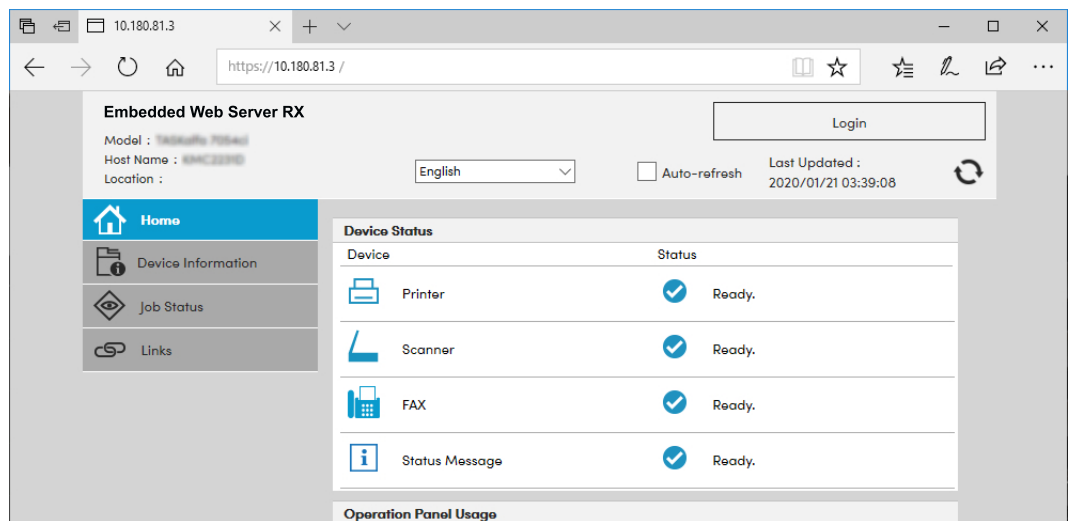 10.180.81.3
https://10.180.81.3 /
Embedded Web Server RX
Login
Model :
Host Name :
Location :
English
Auto-refresh
Last Updated :
2020/01/21 03:39:08
Home
Device Information
Job Status
Links
Device Status
Device Status
Printer Ready.
Scanner Ready.
FAX Ready.
Status Message Ready.
Operation Panel Usage